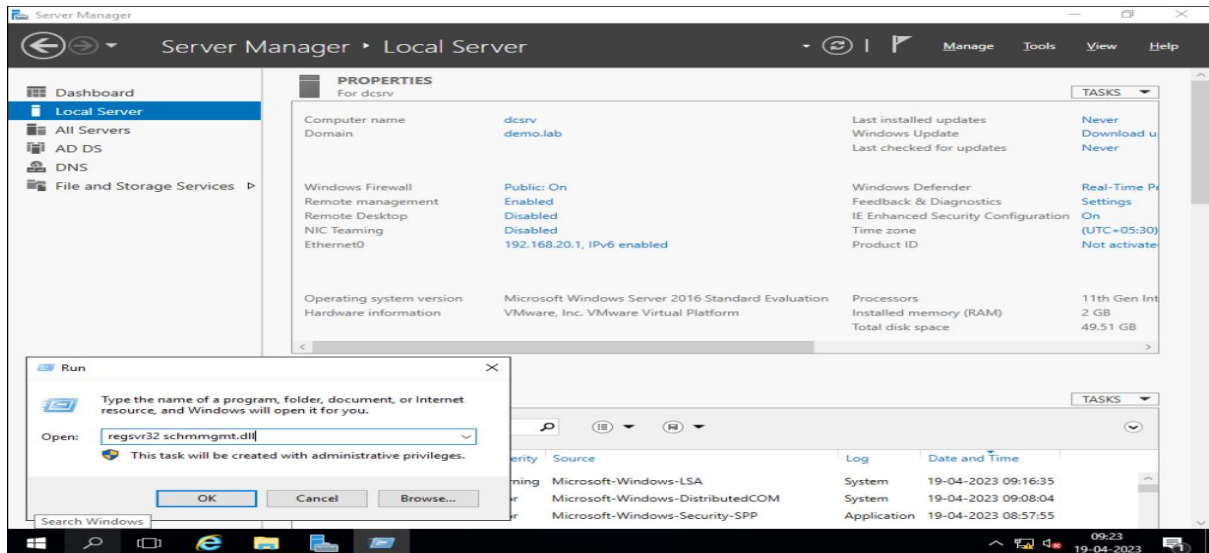 Server Manager
Server Manager ‣ Local Server
Manage Tools View Help
Dashboard
Local Server
All Servers
AD DS
DNS
File and Storage Services
PROPERTIES
For dcsrv
TASKS
Computer name dcsrv Last installed updates Never
Domain demo.lab Windows Update Download u
Last checked for updates Never
Windows Firewall Public: On Windows Defender Real-Time Pr
Remote management Enabled Feedback & Diagnostics Settings
Remote Desktop Disabled IE Enhanced Security Configuration On
NIC Teaming Disabled Time zone (UTC+05:30)
Ethernet0 192.168.20.1, IPv6 enabled Product ID Not activate
Operating system version Microsoft Windows Server 2016 Standard Evaluation Processors 11th Gen Int
Hardware information VMware, Inc. VMware Virtual Platform Installed memory (RAM) 2 GB
Total disk space 49.51 GB
Run
Type the name of a program, folder, document, or Internet
resource, and Windows will open it for you.
Open: regsvr32 schmmgmt.dll
This task will be created with administrative privileges.
OK Cancel Browse...
Search Windows
TASKS
erity Source Log Date and Time
rning Microsoft-Windows-LSA System 19-04-2023 09:16:35
r Microsoft-Windows-DistributedCOM System 19-04-2023 09:08:04
r Microsoft-Windows-Security-SPP Application 19-04-2023 08:57:55
09:23
19-04-2023